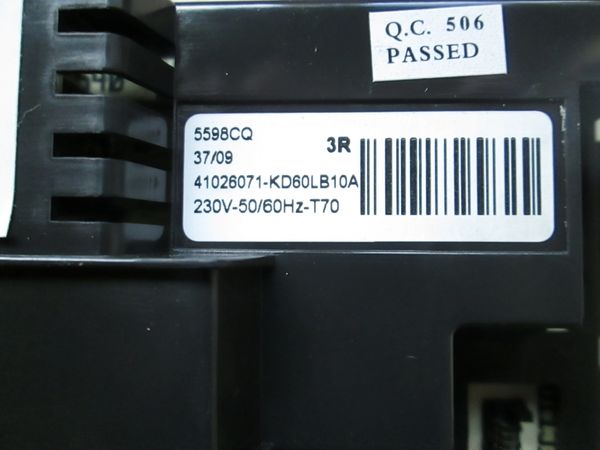 Q.C. 506
PASSED
5598CQ
3R
37/09
41026071-KD60LB10A
230V-50/60Hz-T70